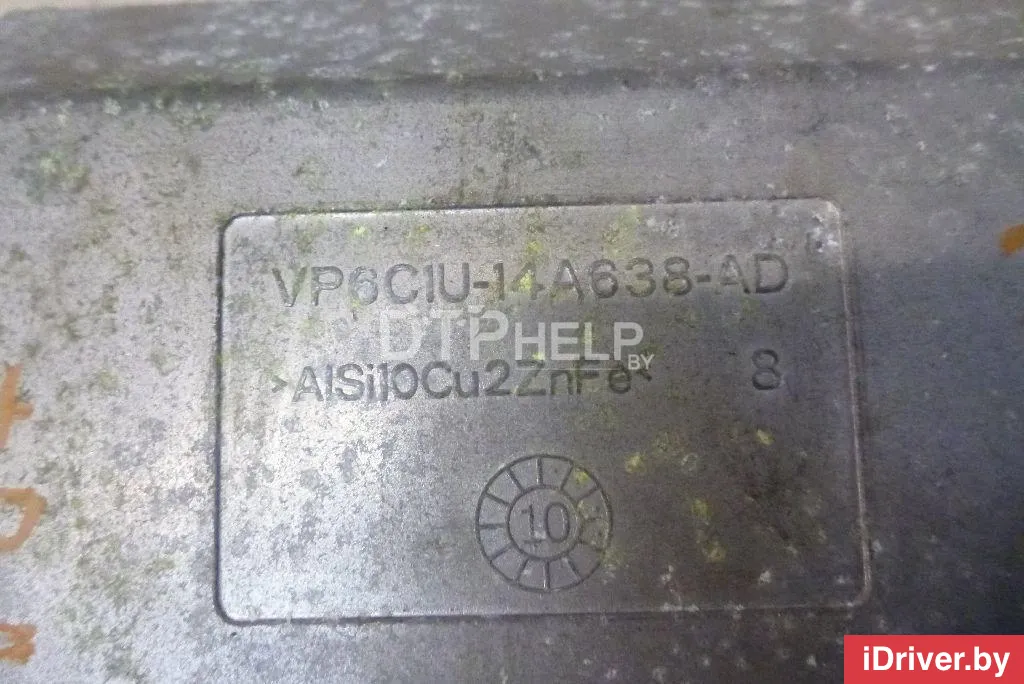 VP6C1U-14A638-AD
DTPHELP.BY
>AlSi10Cu2ZnFe< 8
10
iDriver.by